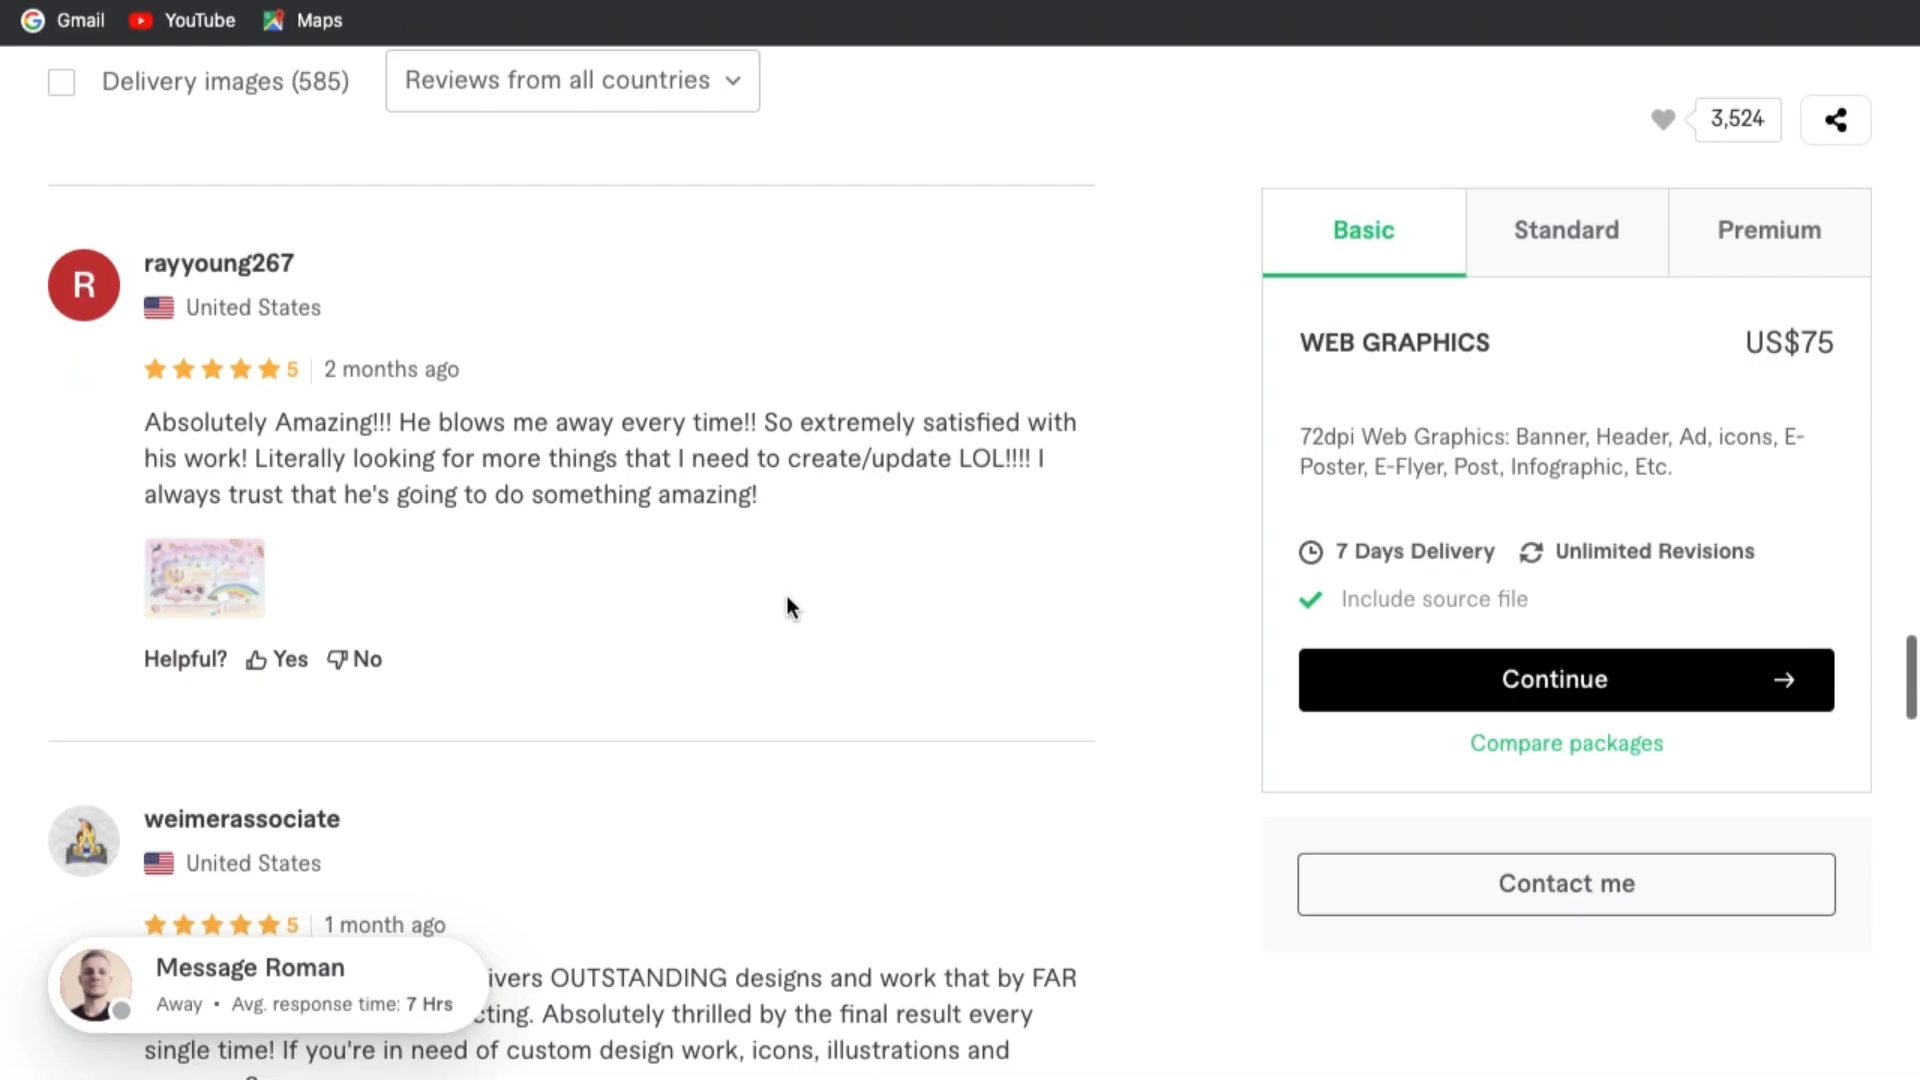 Gmail YouTube Maps
Delivery images (585) Reviews from all countries
3,524
R
rayyoung267
United States
5 2 months ago
Absolutely Amazing!!! He blows me away every time!! So extremely satisfied with
his work! Literally looking for more things that I need to create/update LOL!!!! I
always trust that he's going to do something amazing!
Helpful? Yes No
weimerassociate
United States
5 1 month ago
ivers OUTSTANDING designs and work that by FAR
cting. Absolutely thrilled by the final result every
single time! If you're in need of custom design work, icons, illustrations and
Message Roman
Away • Avg. response time: 7 Hrs
Basic Standard Premium
WEB GRAPHICS US$75
72dpi Web Graphics: Banner, Header, Ad, icons, E-
Poster, E-Flyer, Post, Infographic, Etc.
7 Days Delivery Unlimited Revisions
Include source file
Continue
Compare packages
Contact me